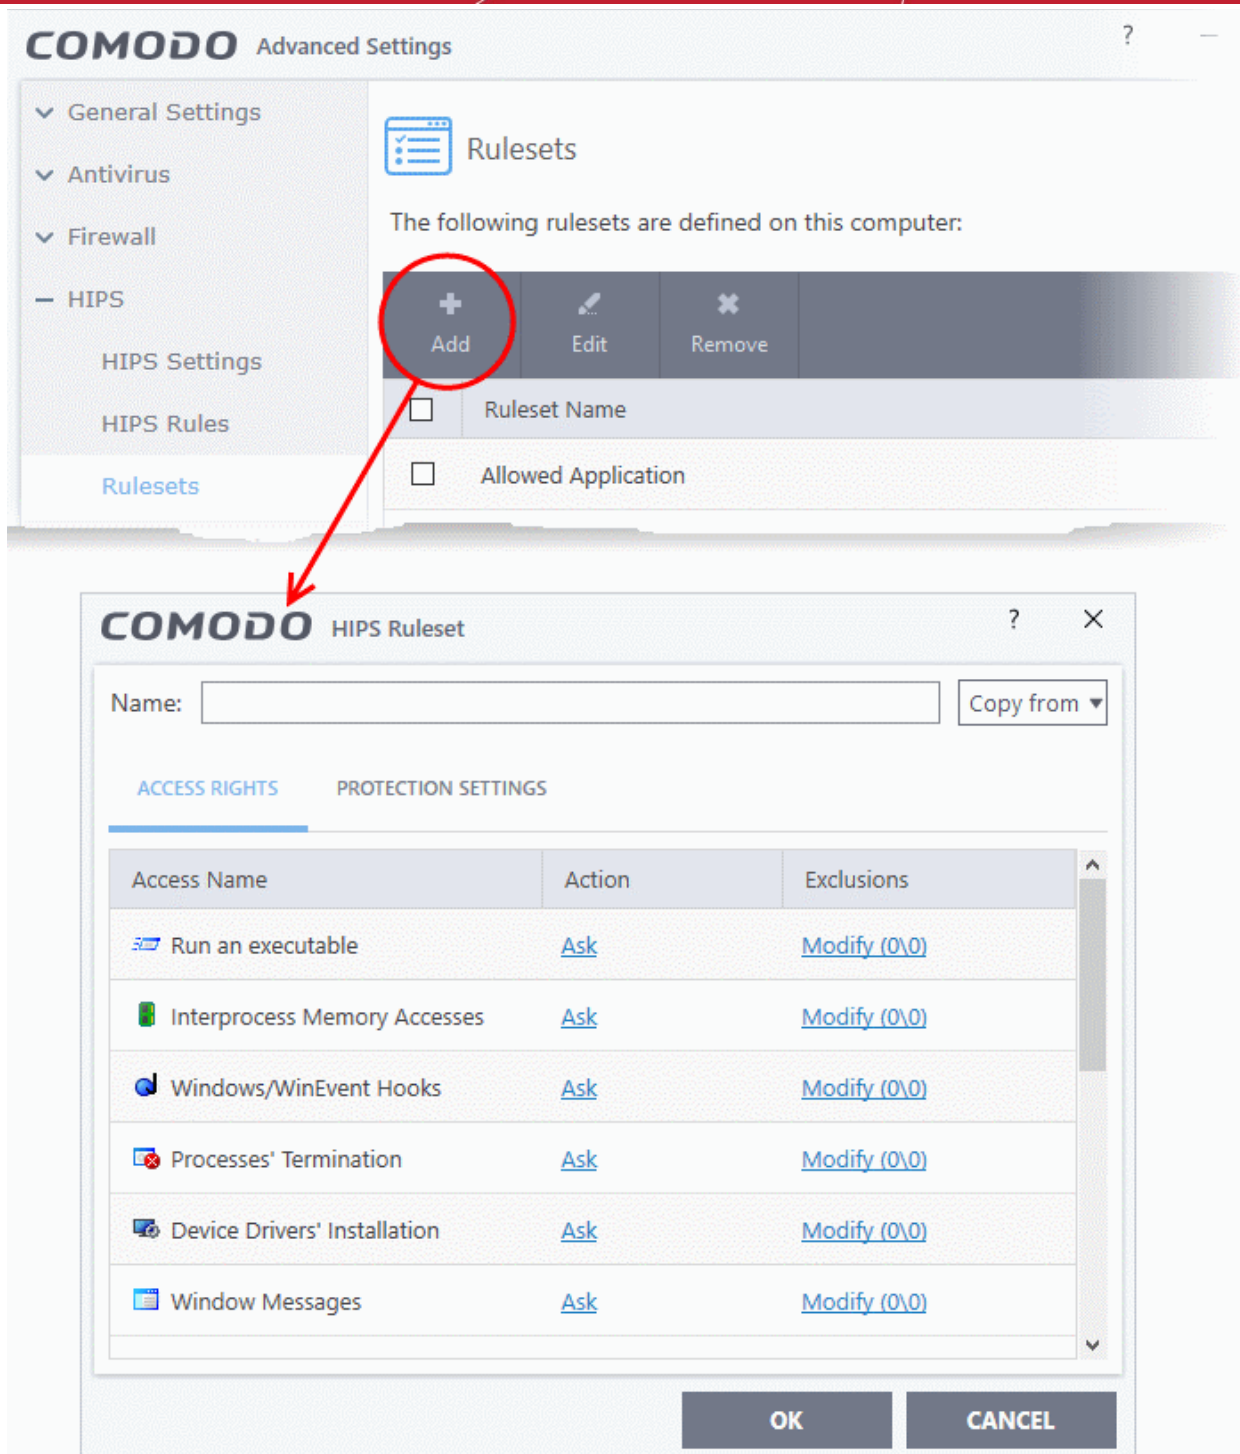 COMODO Advanced Settings ?
General Settings
Antivirus
Firewall
HIPS
HIPS Settings
HIPS Rules
Rulesets
Rulesets
The following rulesets are defined on this computer:
Add Edit Remove
Ruleset Name
Allowed Application
COMODO HIPS Ruleset ?
Name: Copy from
ACCESS RIGHTS PROTECTION SETTINGS
Access Name Action Exclusions
Run an executable Ask Modify (0\0)
Interprocess Memory Accesses Ask Modify (0\0)
Windows/WinEvent Hooks Ask Modify (0\0)
Processes' Termination Ask Modify (0\0)
Device Drivers' Installation Ask Modify (0\0)
Window Messages Ask Modify (0\0)
OK CANCEL